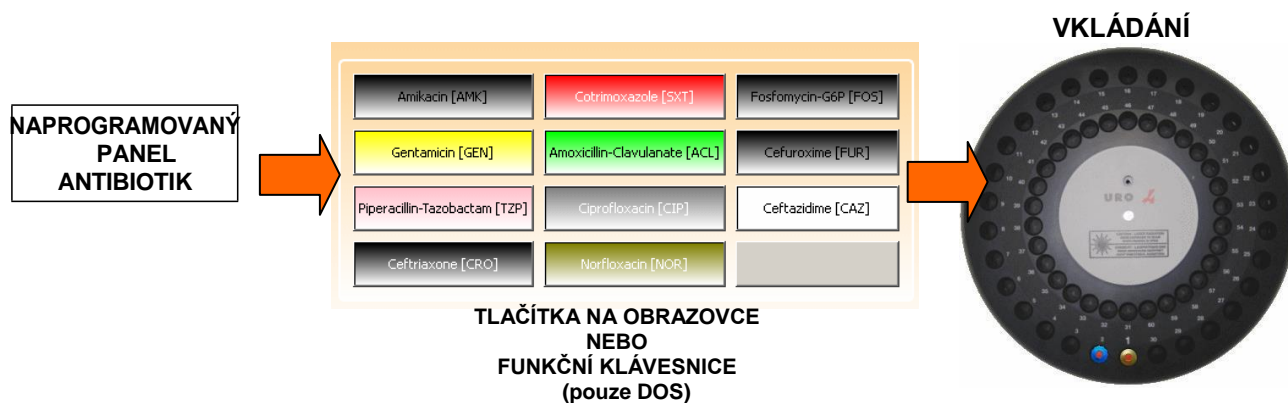 VKLÁDÁNÍ
NAPROGRAMOVANÝ
PANEL
ANTIBIOTIK
Amikacin [AMK]
Cotrimoxazole [SXT]
Fosfomycin-G6P [FOS]
Gentamicin [GEN]
Amoxicillin-Clavulanate [ACL]
Cefuroxime [FUR]
Piperacillin-Tazobactam [TZP]
Ciprofloxacin [CIP]
Ceftazidime [CAZ]
Ceftriaxone [CRO]
Norfloxacin [NOR]
TLAČÍTKA NA OBRAZOVCE
NEBO
FUNKČNÍ KLÁVESNICE
(pouze DOS)
URO 4